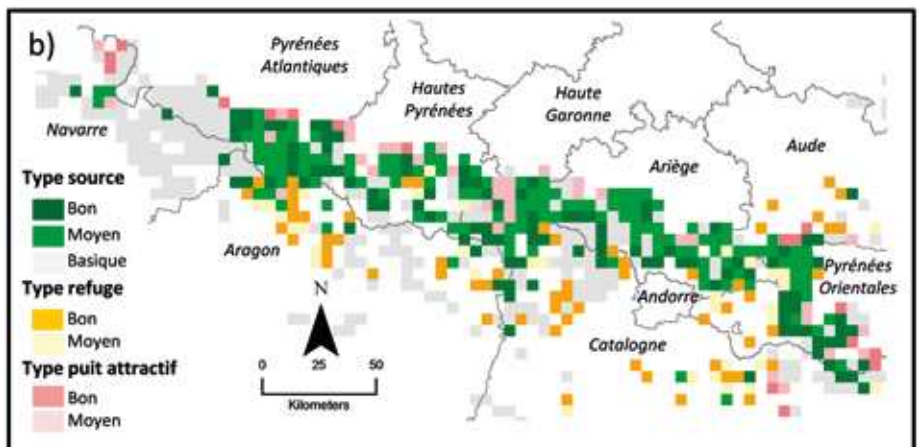 b)
Pyrénées
Atlantiques
Hautes
Pyrénées
Haute
Garonne
Aude
Ariège
Navarre
Aragon
Andorre
Pyrénées
Orientales
Catalogne
Type source
Bon
Moyen
Basique
Type refuge
Bon
Moyen
Type puit attractif
Bon
Moyen
N
0 25 50
Kilometers